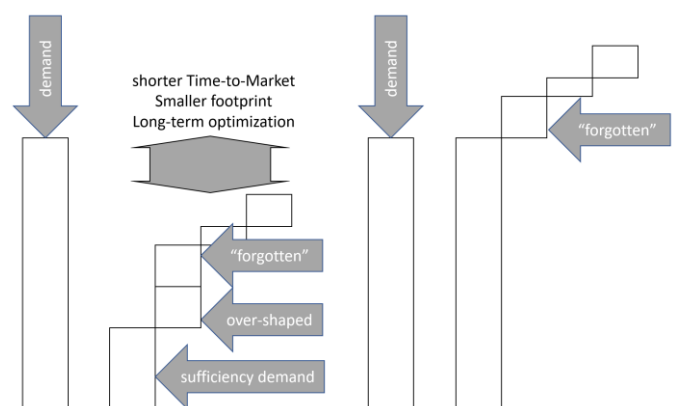 demand
shorter Time-to-Market
Smaller footprint
Long-term optimization
"forgotten"
over-shaped
sufficiency demand
demand
"forgotten"